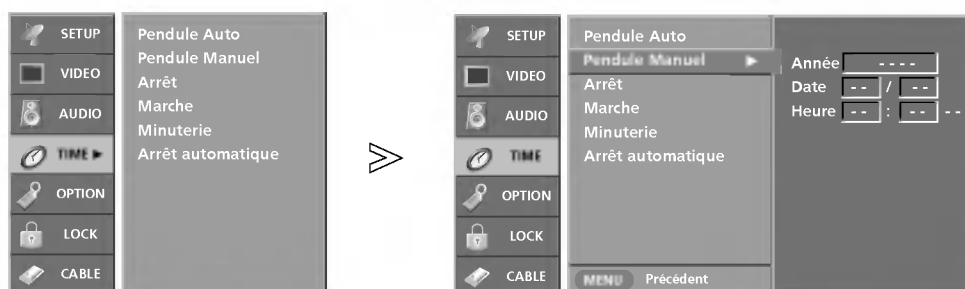 SETUP
VIDEO
AUDIO
TIME
OPTION
LOCK
CABLE
Pendule Auto
Pendule Manuel
Arrêt
Marche
Minuterie
Arrêt automatique
SETUP
VIDEO
AUDIO
TIME
OPTION
LOCK
CABLE
Pendule Auto
Pendule Manuel
Arrêt
Marche
Minuterie
Arrêt automatique
MENU Précédent
Année - - - -
Date - - / - -
Heure - - : - - - -